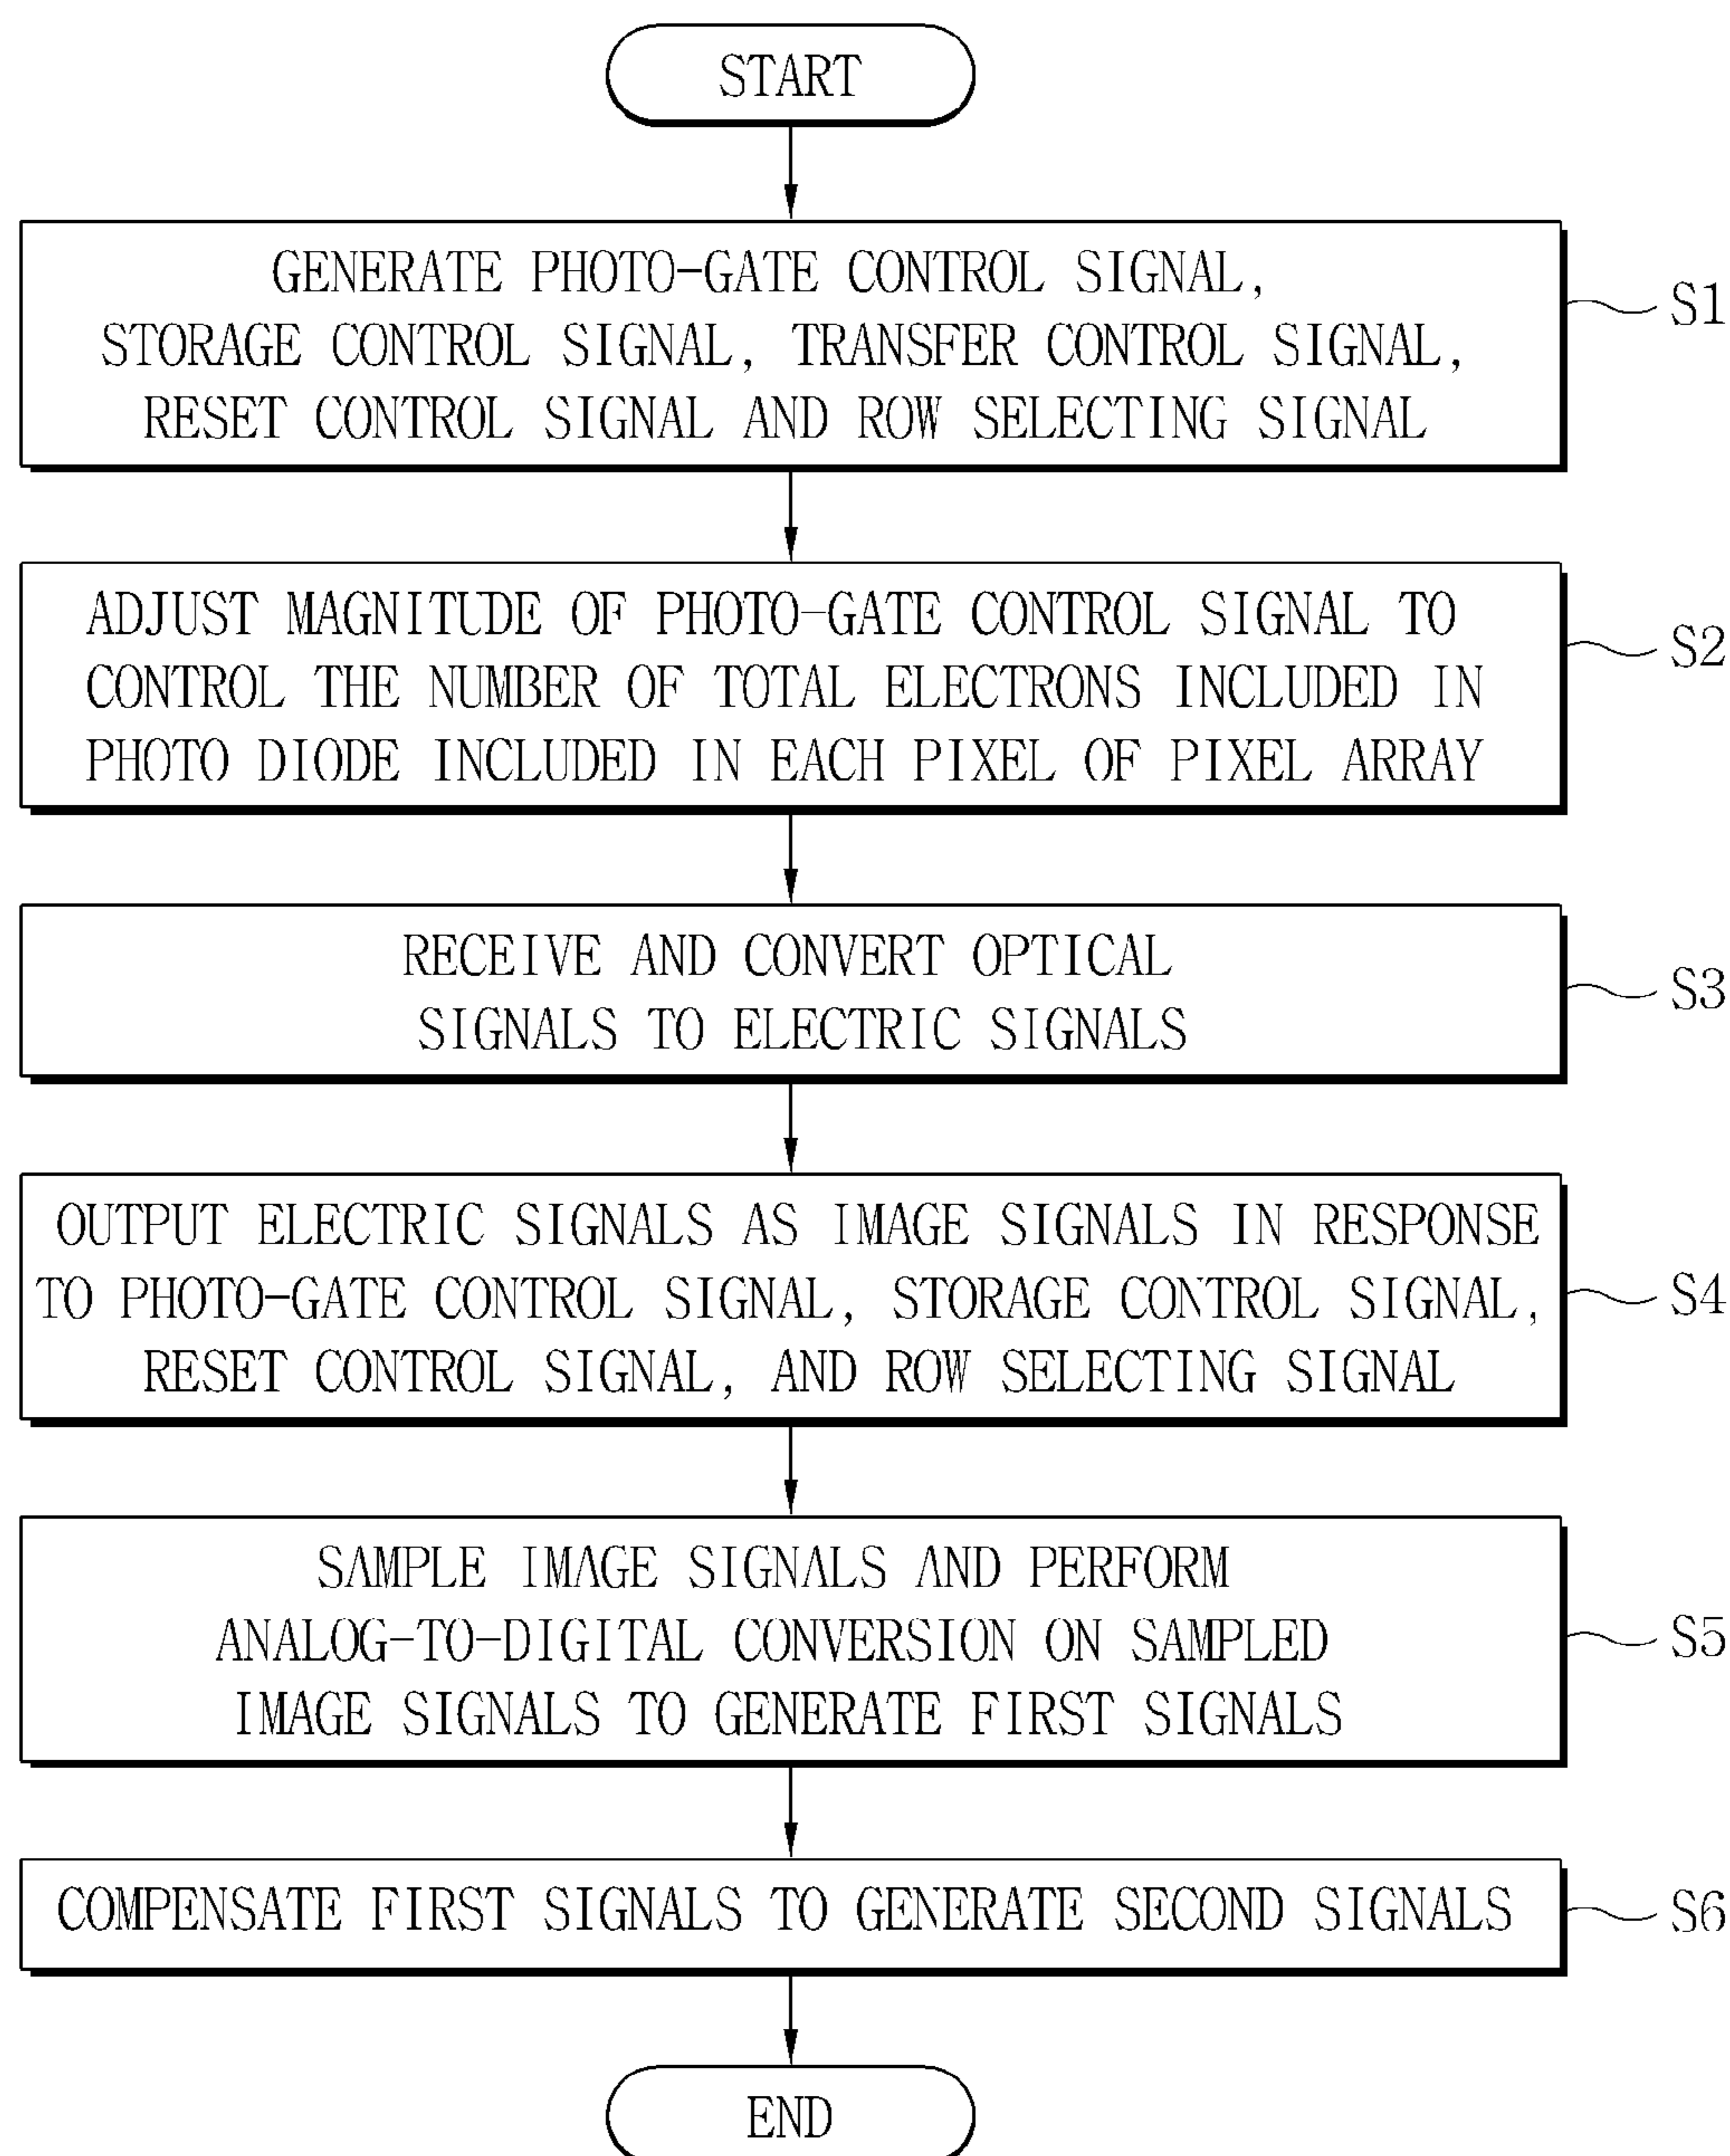 START
GENERATE PHOTO-GATE CONTROL SIGNAL,
STORAGE CONTROL SIGNAL, TRANSFER CONTROL SIGNAL,
RESET CONTROL SIGNAL AND ROW SELECTING SIGNAL
S1
ADJUST MAGNITUDE OF PHOTO-GATE CONTROL SIGNAL TO
CONTROL THE NUMBER OF TOTAL ELECTRONS INCLUDED IN
PHOTO DIODE INCLUDED IN EACH PIXEL OF PIXEL ARRAY
S2
RECEIVE AND CONVERT OPTICAL
SIGNALS TO ELECTRIC SIGNALS
S3
OUTPUT ELECTRIC SIGNALS AS IMAGE SIGNALS IN RESPONSE
TO PHOTO-GATE CONTROL SIGNAL, STORAGE CONTROL SIGNAL,
RESET CONTROL SIGNAL, AND ROW SELECTING SIGNAL
S4
SAMPLE IMAGE SIGNALS AND PERFORM
ANALOG-TO-DIGITAL CONVERSION ON SAMPLED
IMAGE SIGNALS TO GENERATE FIRST SIGNALS
S5
COMPENSATE FIRST SIGNALS TO GENERATE SECOND SIGNALS
S6
END